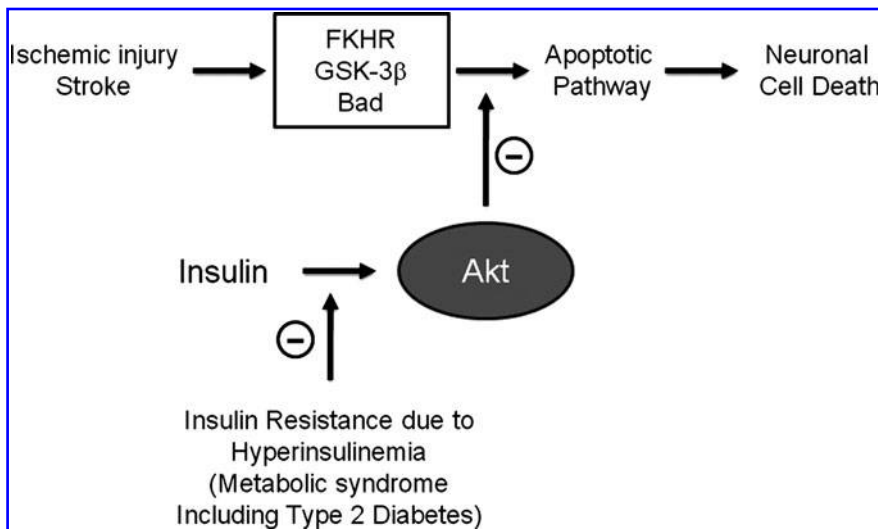 Ischemic injury
Stroke
FKHR
GSK-3β
Bad
Apoptotic
Pathway
Neuronal
Cell Death
−
Insulin
Akt
−
Insulin Resistance due to
Hyperinsulinemia
(Metabolic syndrome
Including Type 2 Diabetes)